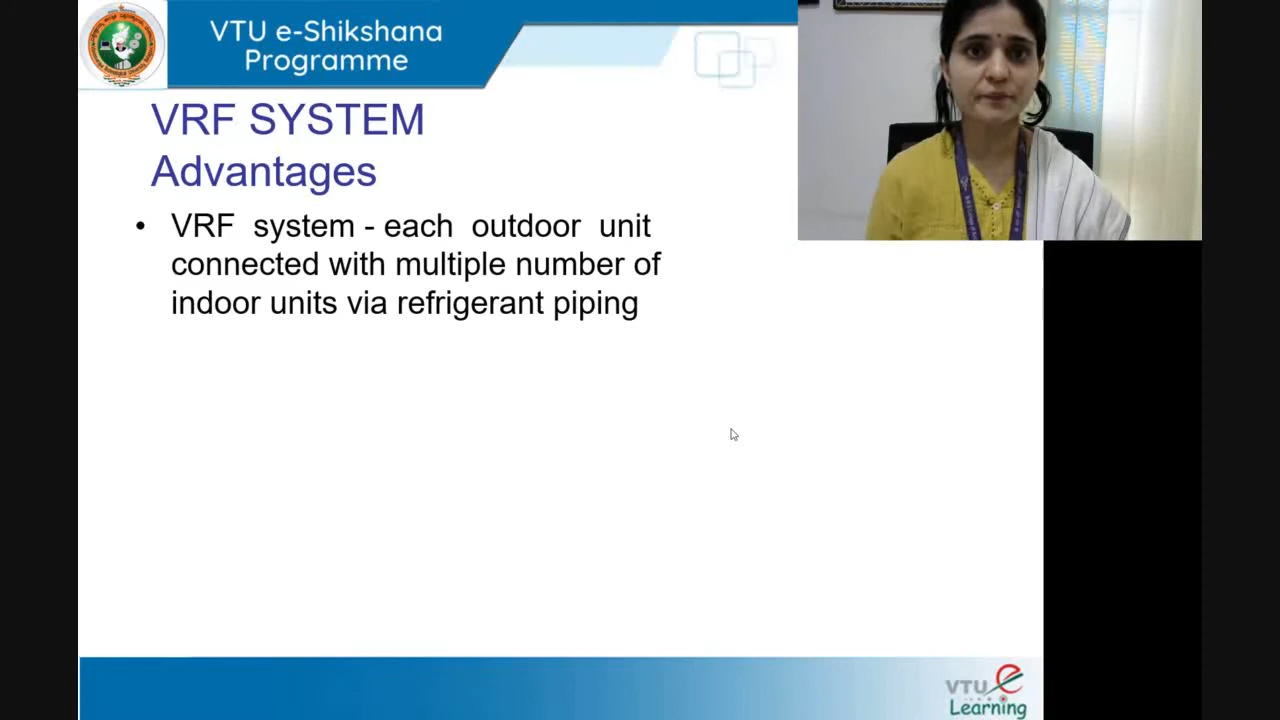 VTU e-Shikshana
Programme
VRF SYSTEM
Advantages
• VRF system - each outdoor unit
connected with multiple number of
indoor units via refrigerant piping
VTU e
Learning